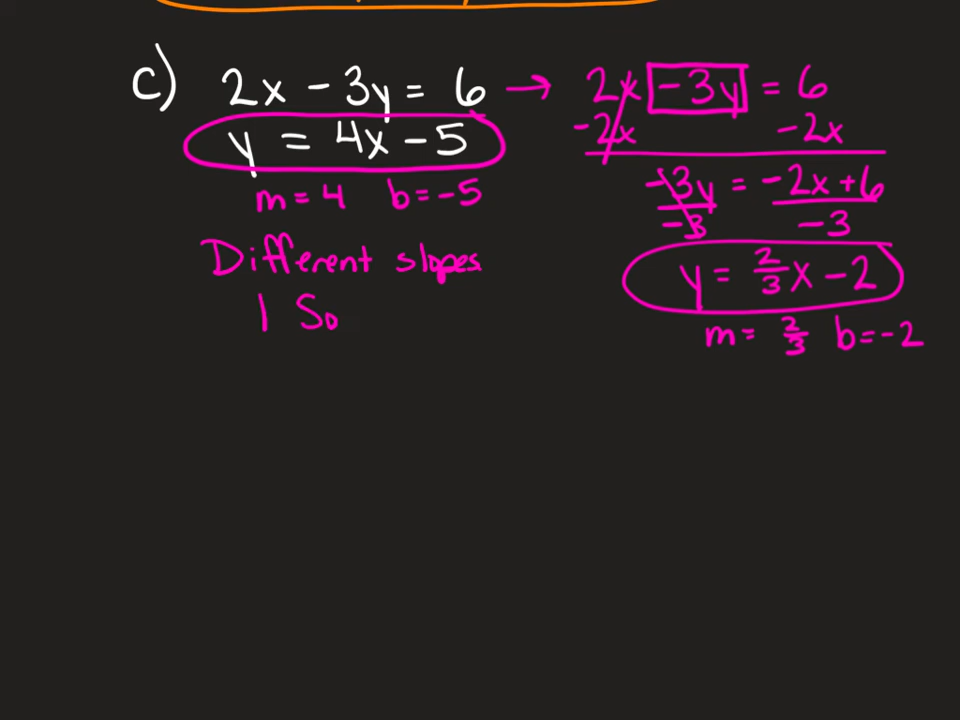 c) 2x - 3y = 6 → 2x - 3y = 6
-2x -2x
y = 4x - 5
-3y = -2x + 6
-3 -3
m = 4 b = -5
Different slopes
y = 2/3 x - 2
1 So
m = 2/3 b = -2